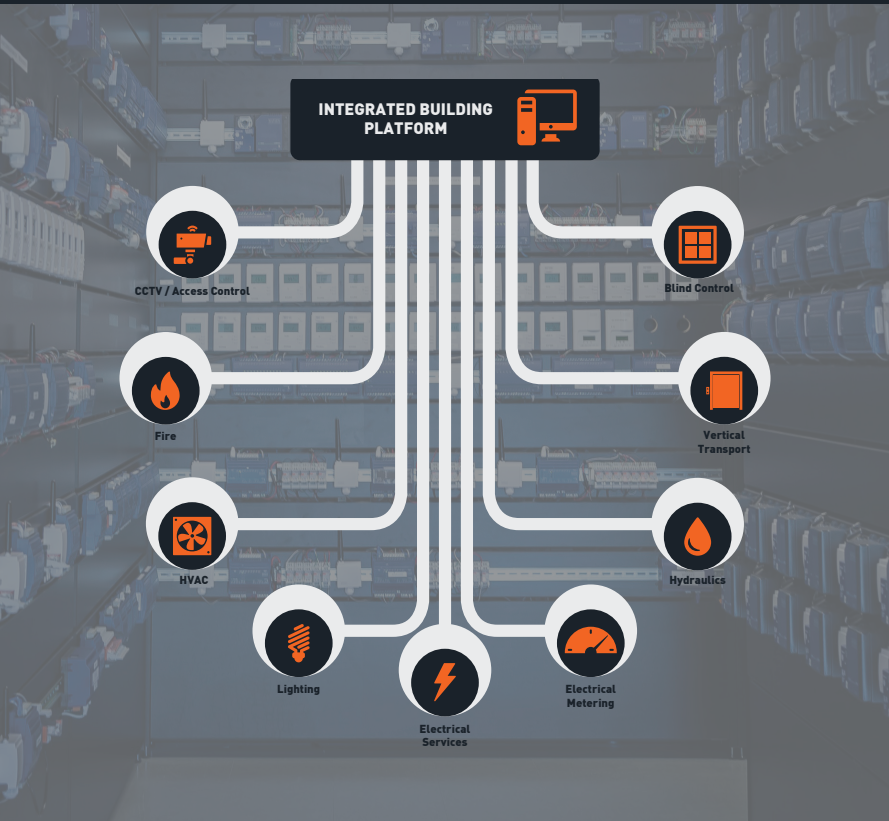 INTEGRATED BUILDING
PLATFORM
CCTV / Access Control
Blind Control
Fire
Vertical
Transport
HVAC
Hydraulics
Lighting
Electrical
Metering
Electrical
Services